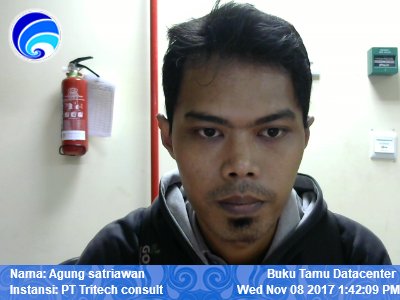 Nama: Agung satriawan
Buku Tamu Datacenter
Instansi: PT Tritech consult
Wed Nov 08 2017 1:42:09 PM